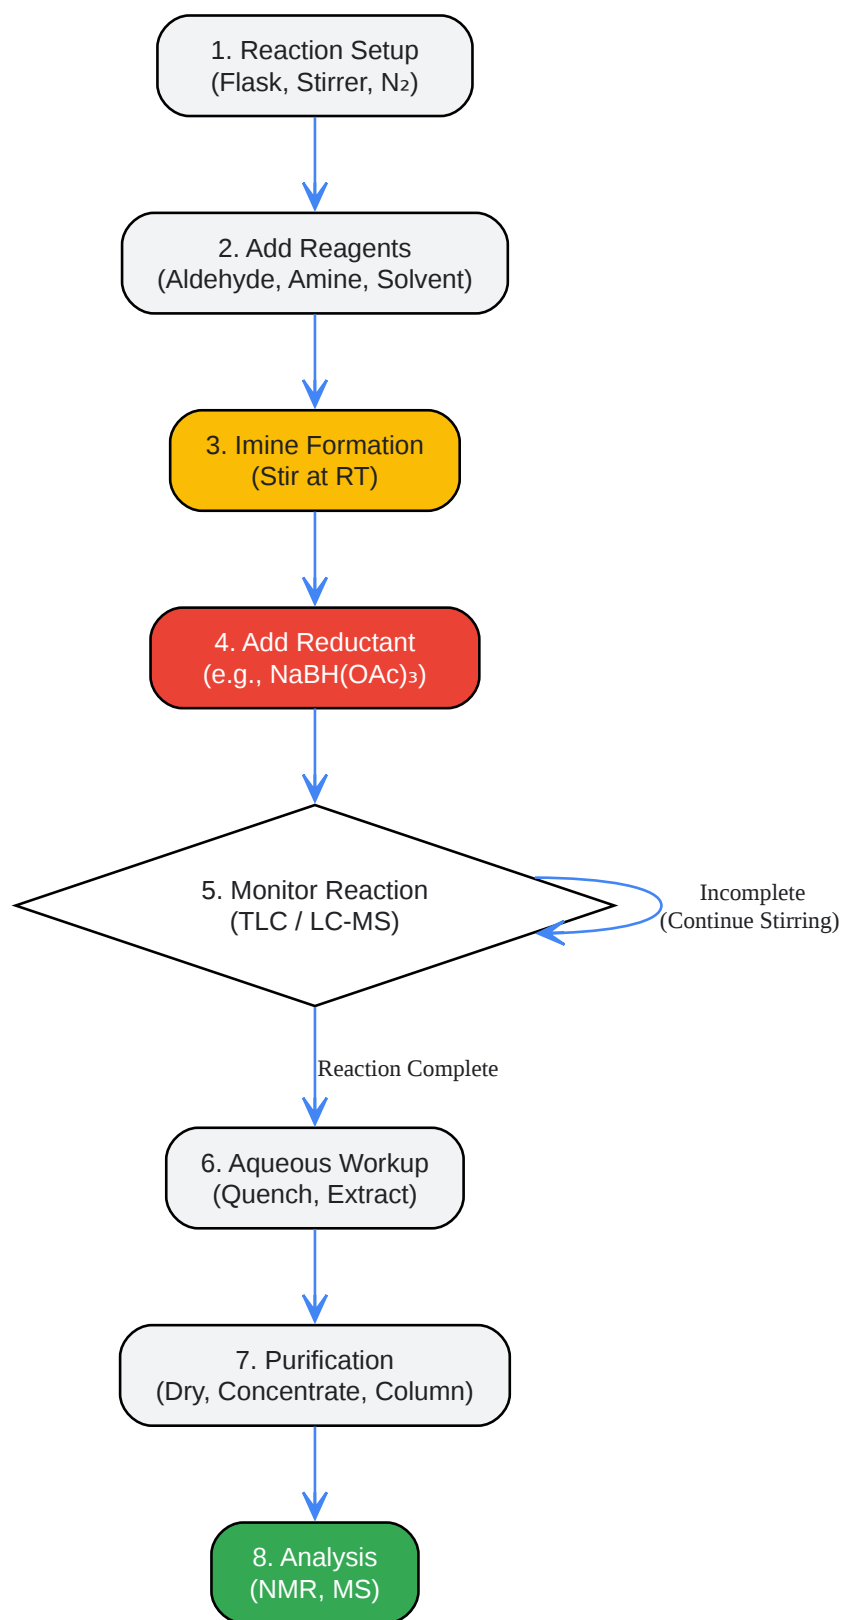 1. Reaction Setup
(Flask, Stirrer, N₂)
2. Add Reagents
(Aldehyde, Amine, Solvent)
3. Imine Formation
(Stir at RT)
4. Add Reductant
(e.g., NaBH(OAc)₃)
5. Monitor Reaction
(TLC / LC-MS)
Incomplete
(Continue Stirring)
Reaction Complete
6. Aqueous Workup
(Quench, Extract)
7. Purification
(Dry, Concentrate, Column)
8. Analysis
(NMR, MS)